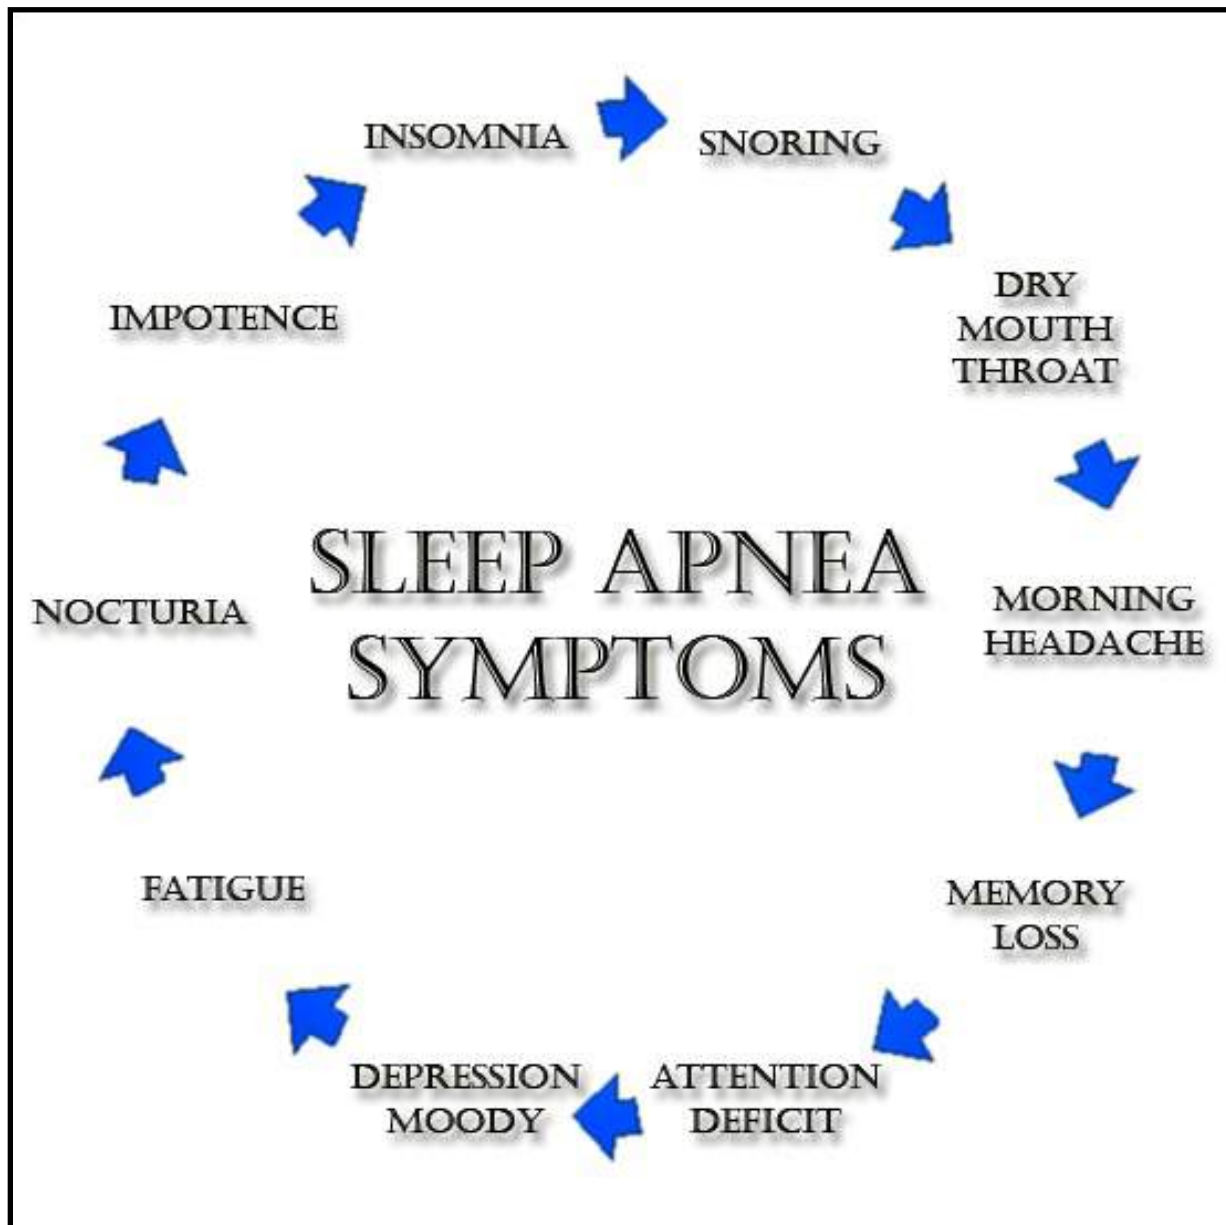 INSOMNIA
SNORING
DRY
MOUTH
THROAT
MORNING
HEADACHE
MEMORY
LOSS
ATTENTION
DEFICIT
DEPRESSION
MOODY
FATIGUE
NOCTURIA
IMPOTENCE
SLEEP APNEA
SYMPTOMS